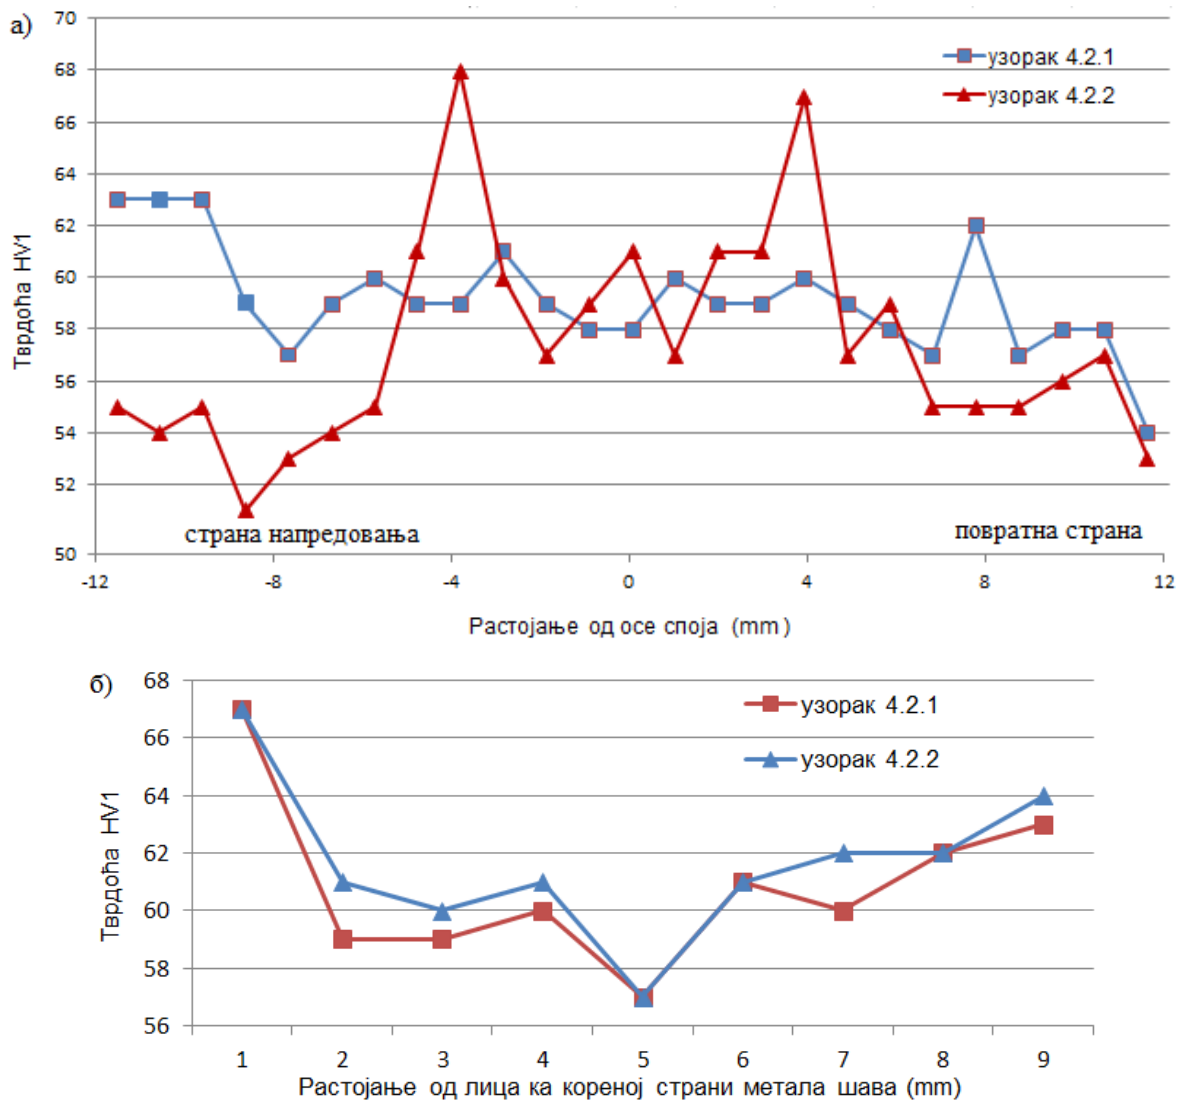 а)
70
68
66
64
62
60
58
56
54
52
50
Тврдоћа HV1
узорак 4.2.1
узорак 4.2.2
страна напредовања
повратна страна
-12 -8 -4 0 4 8 12
Растојање од осе споја (mm)
б)
68
66
64
62
60
58
56
Тврдоћа HV1
узорак 4.2.1
узорак 4.2.2
1 2 3 4 5 6 7 8 9
Растојање од лица ка кореној страни метала шава (mm)